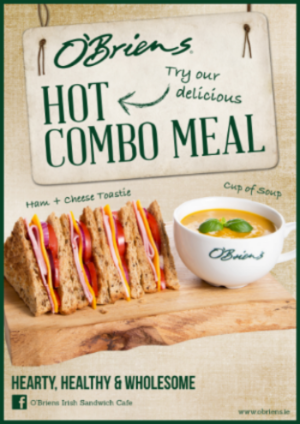 O'Briens
Try our
delicious
HOT
COMBO MEAL
Ham + Cheese Toastie
Cup of Soup
O'Briens
HEARTY, HEALTHY & WHOLESOME
f O'Briens Irish Sandwich Cafe
www.obriens.ie